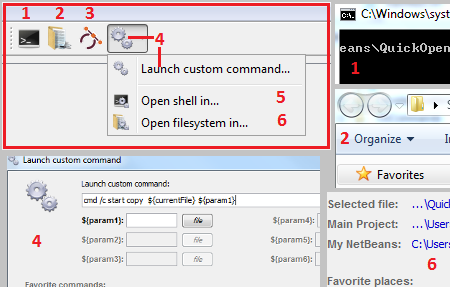 1 2 3
4
Launch custom command...
Open shell in... 5
Open filesystem in... 6
C:\Windows\syst
eans\QuickOpen
1
2 Organize
Favorites
Launch custom command
Launch custom command:
cmd /c start copy ${currentFile} ${param1}
${param1}: file ${param4}:
${param2}: file ${param5}:
${param3}: file ${param6}:
4
Favorite commands:
Selected file: ...\Quic
Main Project: ...\User
My NetBeans: C:\Users
6
Favorite places: